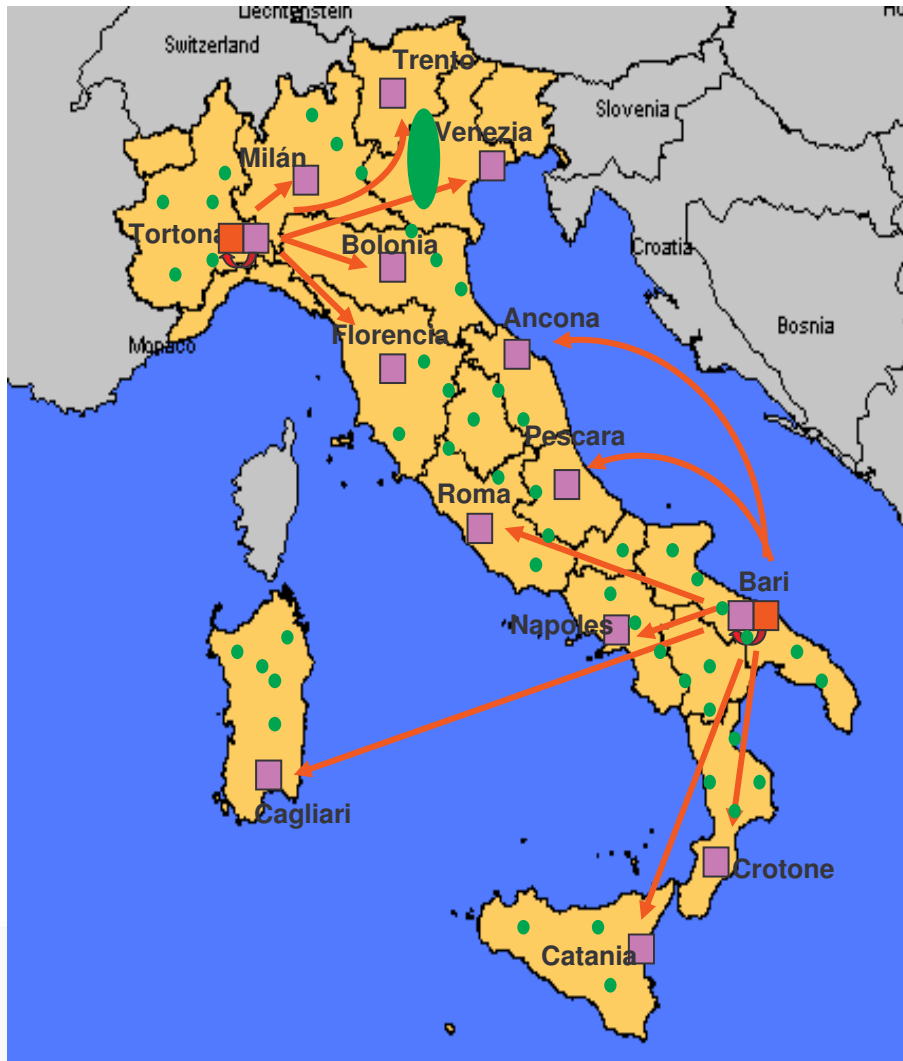 Liechtenstein
Switzerland
Trento
Slovenia
Venezia
Milán
Tortona
Bolonia
Croatia
Ancona
Bosnia
Florencia
Monaco
Pescara
Roma
Bari
Napoles
Cagliari
Crotone
Catania